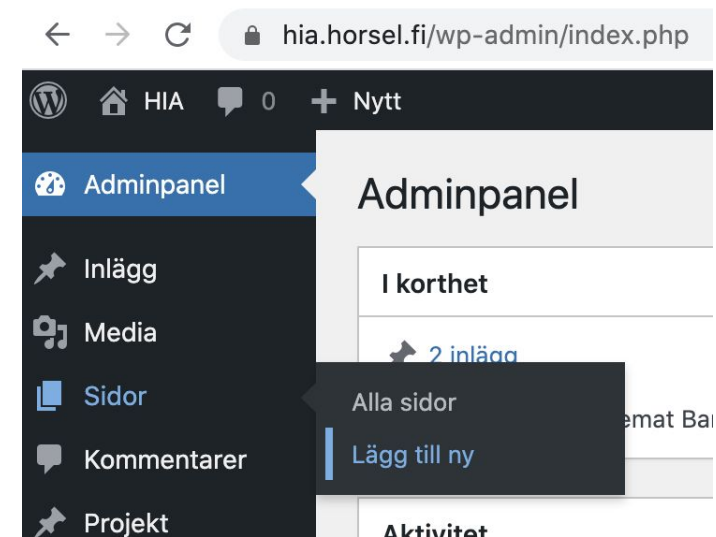 hia.horsel.fi/wp-admin/index.php
HIA 0 + Nytt
Adminpanel
Inlägg
Media
Sidor
Kommentarer
Projekt
Alla sidor
Lägg till ny
Adminpanel
I korthet
2 inlägg
Aktivitet